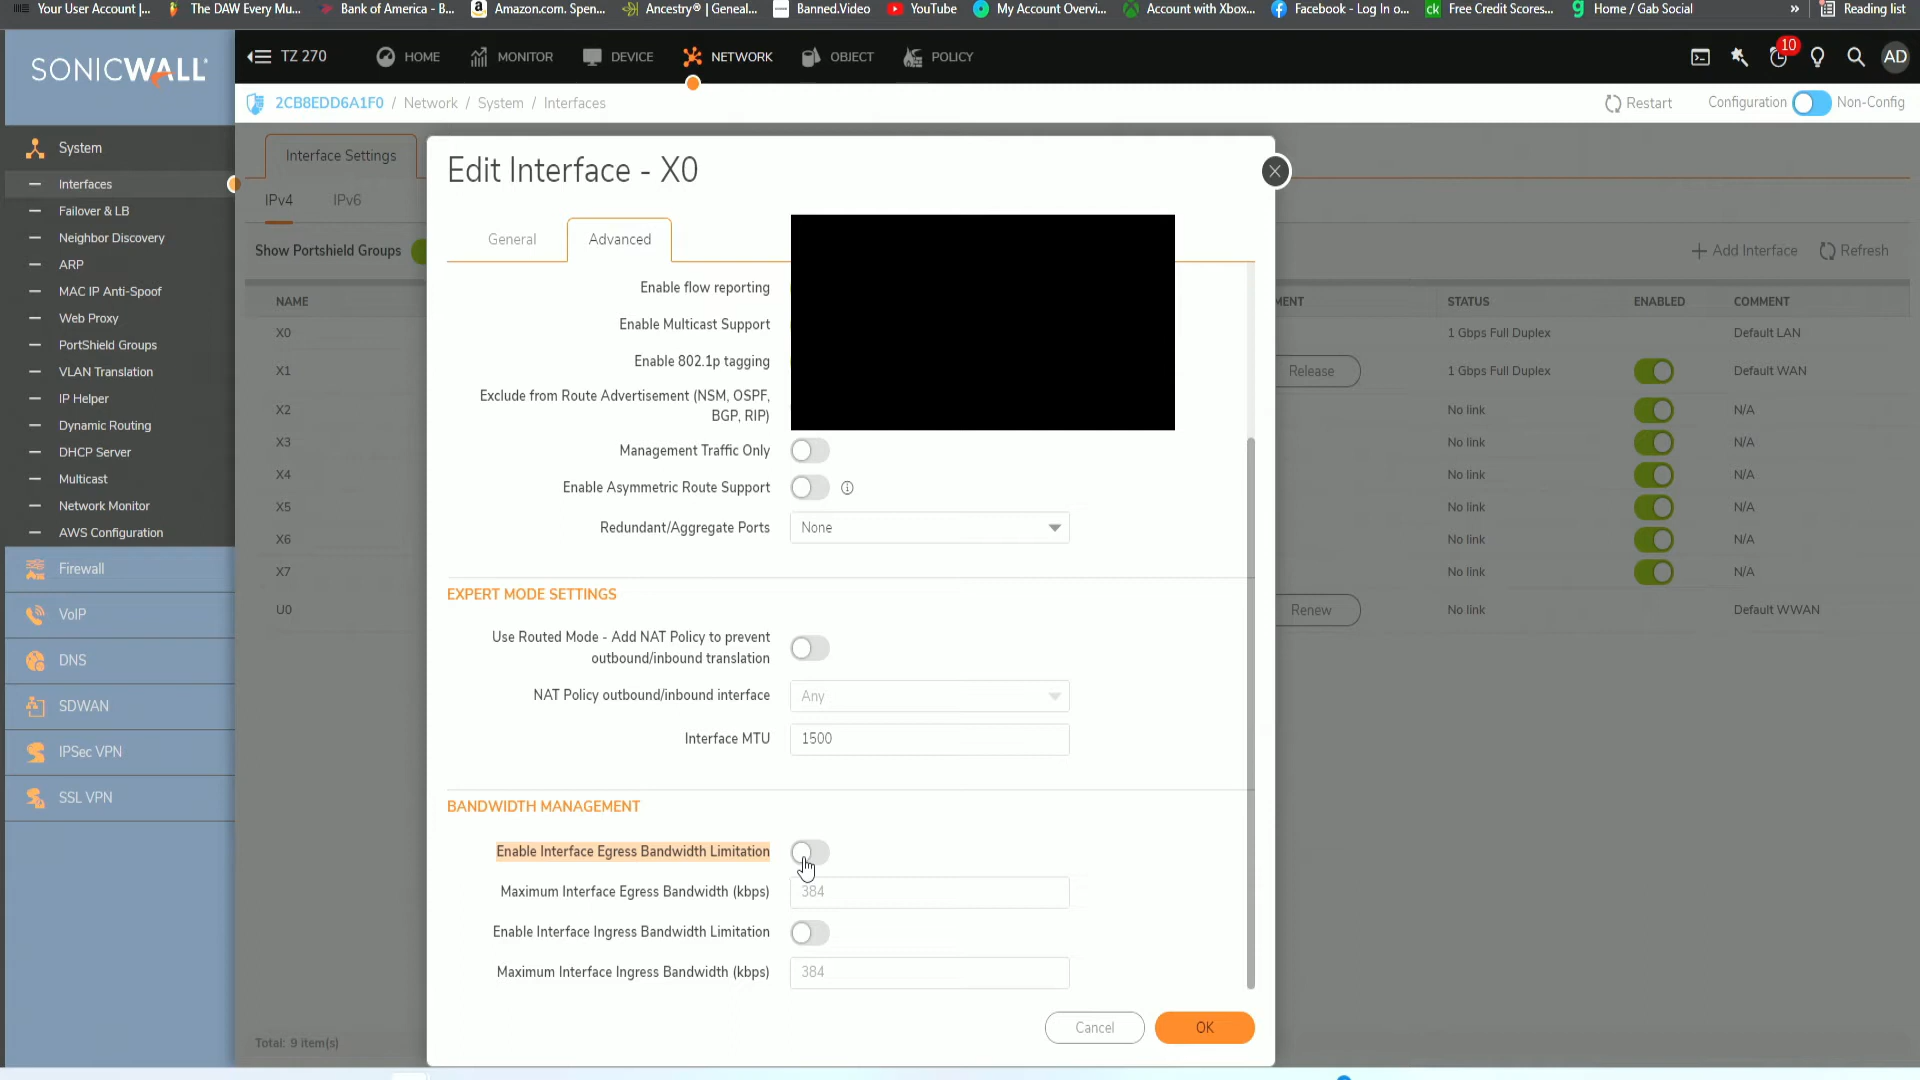 Your User Account |... The DAW Every Mu... Bank of America - B... Amazon.com. Spen... Ancestry® | Geneal... Banned.Video YouTube My Account Overvi... Account with Xbox... Facebook - Log In o... ck Free Credit Scores... Home / Gab Social » Reading list
SONICWALL TZ 270 HOME MONITOR DEVICE NETWORK OBJECT POLICY 10 AD
2CB8EDD6A1F0 / Network / System / Interfaces Restart Configuration Non-Config
System
Interfaces
Failover & LB
Neighbor Discovery
ARP
MAC IP Anti-Spoof
Web Proxy
PortShield Groups
VLAN Translation
IP Helper
Dynamic Routing
DHCP Server
Multicast
Network Monitor
AWS Configuration
Firewall
VoIP
DNS
SDWAN
IPSec VPN
SSL VPN
Interface Settings
IPv4 IPv6
Show Portshield Groups
Add Interface Refresh
NAME MENT STATUS ENABLED COMMENT
X0 1 Gbps Full Duplex Default LAN
X1 Release 1 Gbps Full Duplex Default WAN
X2 No link N/A
X3 No link N/A
X4 No link N/A
X5 No link N/A
X6 No link N/A
X7 No link N/A
U0 Renew No link Default WWAN
Total: 9 item(s)
Edit Interface - X0
General Advanced
Enable flow reporting
Enable Multicast Support
Enable 802.1p tagging
Exclude from Route Advertisement (NSM, OSPF,
BGP, RIP)
Management Traffic Only
Enable Asymmetric Route Support
Redundant/Aggregate Ports None
EXPERT MODE SETTINGS
Use Routed Mode - Add NAT Policy to prevent
outbound/inbound translation
NAT Policy outbound/inbound interface Any
Interface MTU 1500
BANDWIDTH MANAGEMENT
Enable Interface Egress Bandwidth Limitation
Maximum Interface Egress Bandwidth (kbps) 384
Enable Interface Ingress Bandwidth Limitation
Maximum Interface Ingress Bandwidth (kbps) 384
Cancel OK